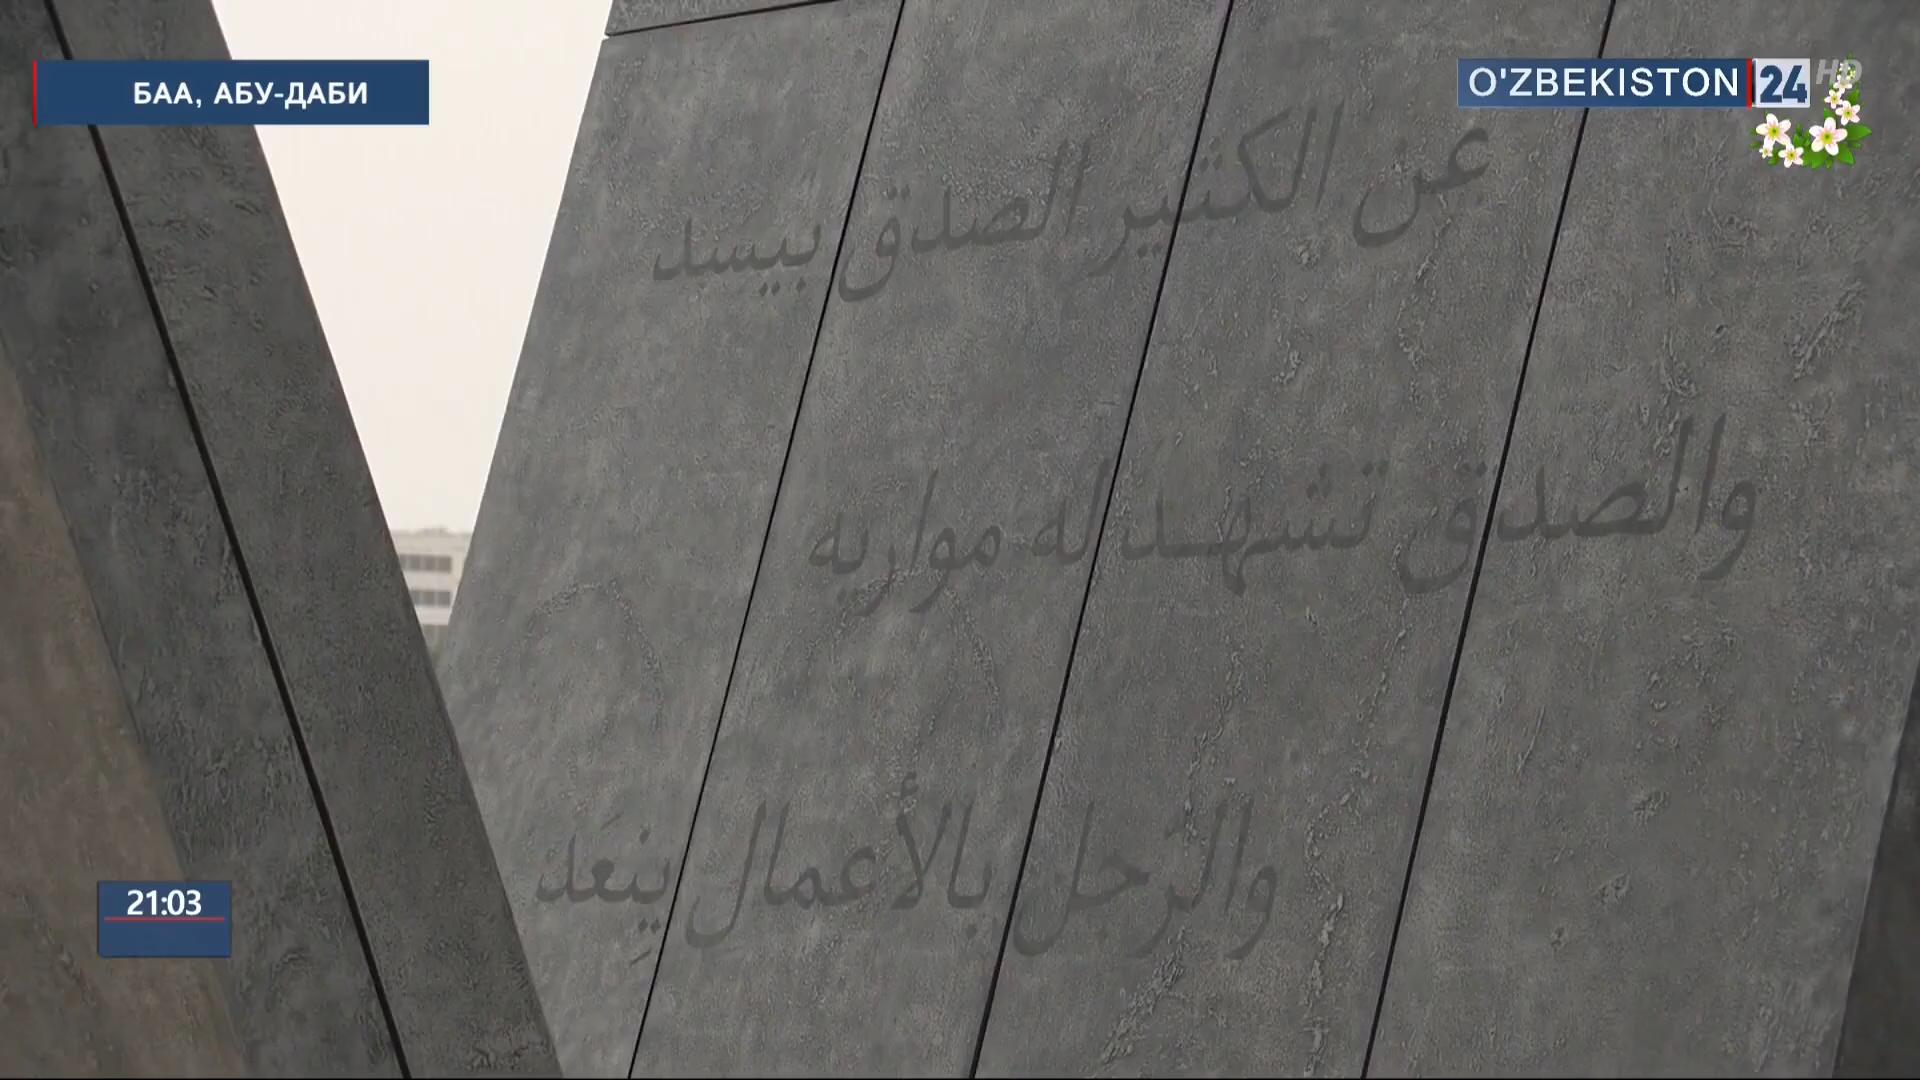 БАА, АБУ-ДАБИ
O'ZBEKISTON 24 HD
عن الكثير الصدق بيسد
والصدق تشهد له مواريه
والرجل بالأعمال ينعد
21:03